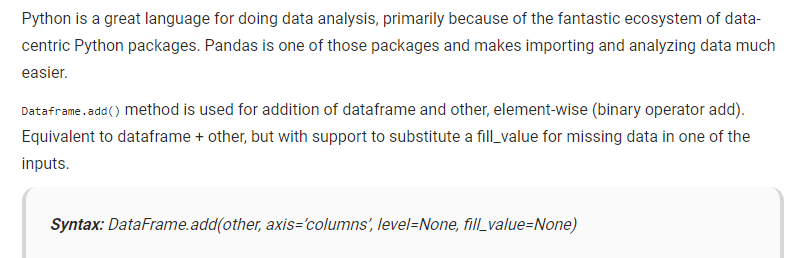 Python is a great language for doing data analysis, primarily because of the fantastic ecosystem of data-
centric Python packages. Pandas is one of those packages and makes importing and analyzing data much
easier.
Dataframe.add() method is used for addition of dataframe and other, element-wise (binary operator add).
Equivalent to dataframe + other, but with support to substitute a fill_value for missing data in one of the
inputs.
Syntax: DataFrame.add(other, axis=’columns’, level=None, fill_value=None)